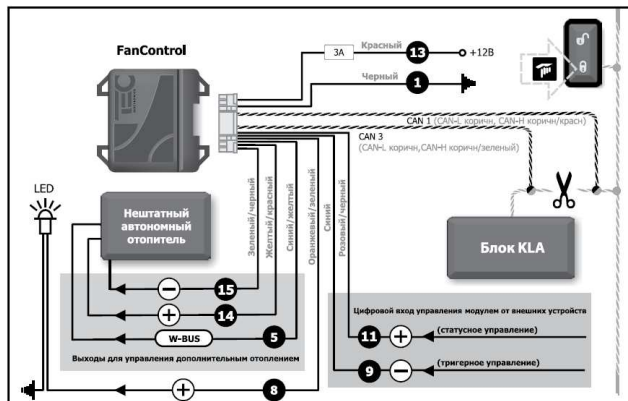 FanControl
TEC
3A
Красный
13
+12В
Черный
1
CAN 1 (CAN-L коричн, CAN-H коричн/красн)
CAN 3
(CAN-L коричн,CAN-H коричн/зеленый)
LED
Нештатный
автономный
отопитель
Зеленый/черный
Желтый/красный
Синий/желтый
Оранжевый/зеленый
Синий
Розовый/черный
Блок KLA
15
14
W-BUS
5
Выходы для управления дополнительным отоплением
8
Цифровой вход управления модулем от внешних устройств
11
(статусное управление)
9
(тригерное управление)